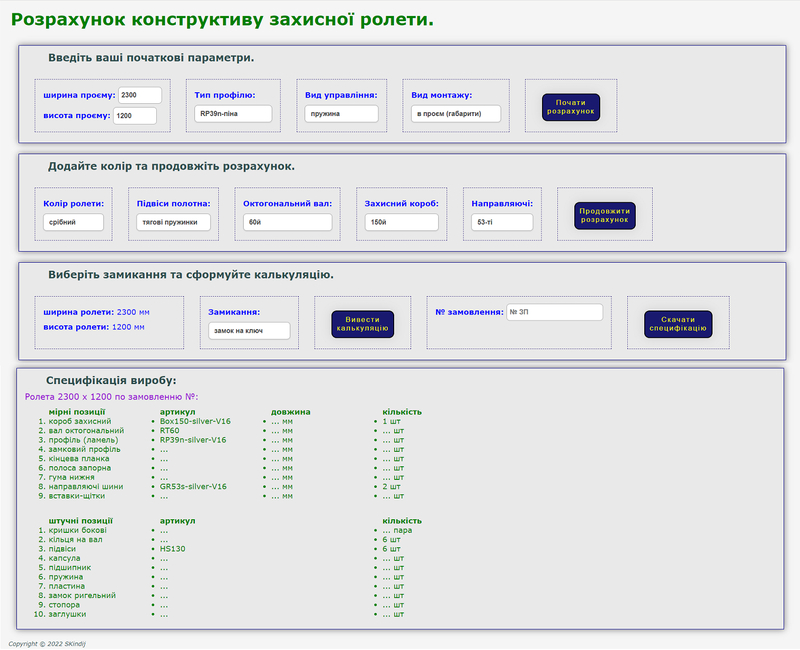 Розрахунок конструктиву захисної ролети.
Введіть ваші початкові параметри.
ширина проєму: 2300
висота проєму: 1200
Тип профілю:
RP39n-піна
Вид управління:
пружина
Вид монтажу:
в проєм (габарити)
Почати
розрахунок
Додайте колір та продовжіть розрахунок.
Колір ролети:
срібний
Підвіси полотна:
тягові пружинки
Октогональний вал:
60й
Захисний короб:
150й
Направляючі:
53-ті
Продовжити
розрахунок
Виберіть замикання та сформуйте калькуляцію.
ширина ролети: 2300 мм
висота ролети: 1200 мм
Замикання:
замок на ключ
Вивести
калькуляцію
№ замовлення: № ЗП
Скачати
специфікацію
Специфікація виробу:
Ролета 2300 x 1200 по замовленню №:
мірні позиції артикул довжина кількість
1. короб захисний • Box150-silver-V16 • ... мм • 1 шт
2. вал октогональний • RT60 • ... мм • ... шт
3. профіль (ламель) • RP39n-silver-V16 • ... мм • ... шт
4. замковий профіль • ... • ... мм • ... шт
5. кінцева планка • ... • ... мм • ... шт
6. полоса запорна • ... • ... мм • ... шт
7. гума нижня • ... • ... мм • ... шт
8. направляючі шини • GR53s-silver-V16 • ... мм • 2 шт
9. вставки-щітки • ... • ... мм • ... шт
штучні позиції артикул кількість
1. кришки бокові • ... • ... пара
2. кільця на вал • ... • 6 шт
3. підвіси • HS130 • 6 шт
4. капсула • ... • ... шт
5. підшипник • ... • ... шт
6. пружина • ... • ... шт
7. пластина • ... • ... шт
8. замок ригельний • ... • ... шт
9. стопора • ... • ... шт
10. заглушки • ... • ... шт
Copyright © 2022 SKindij